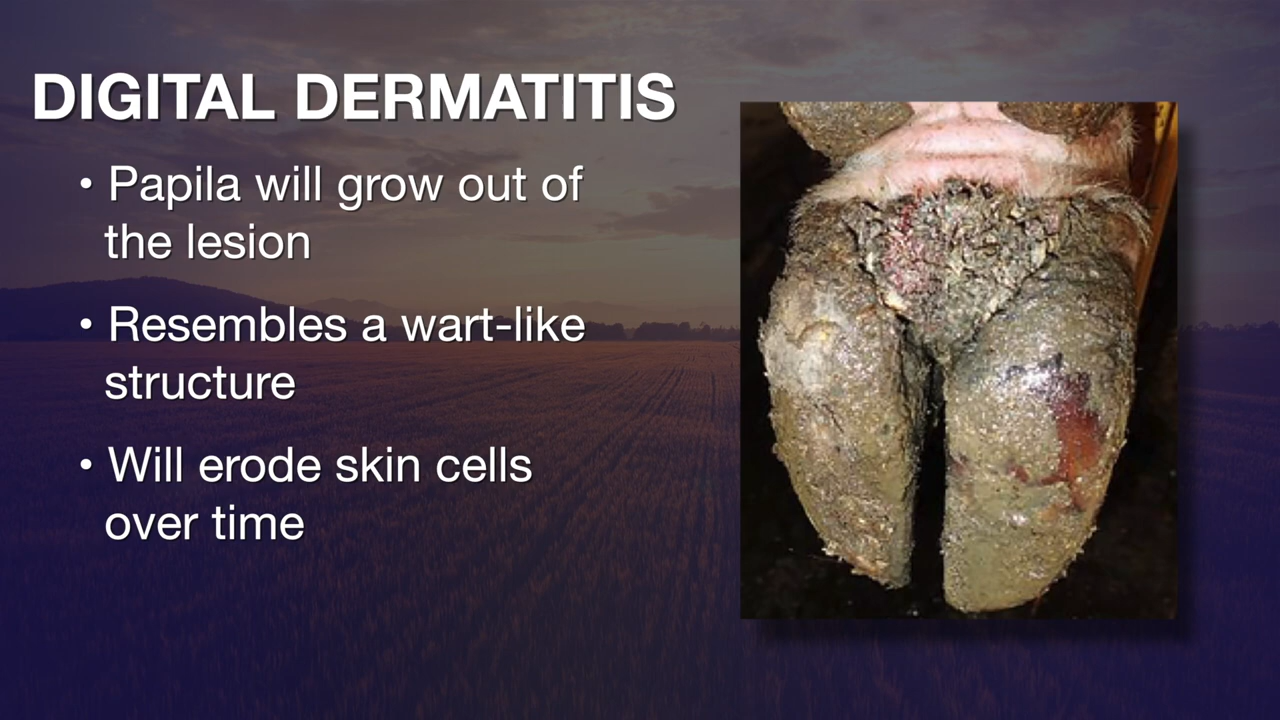 DIGITAL DERMATITIS
• Papila will grow out of
the lesion
• Resembles a wart-like
structure
• Will erode skin cells
over time